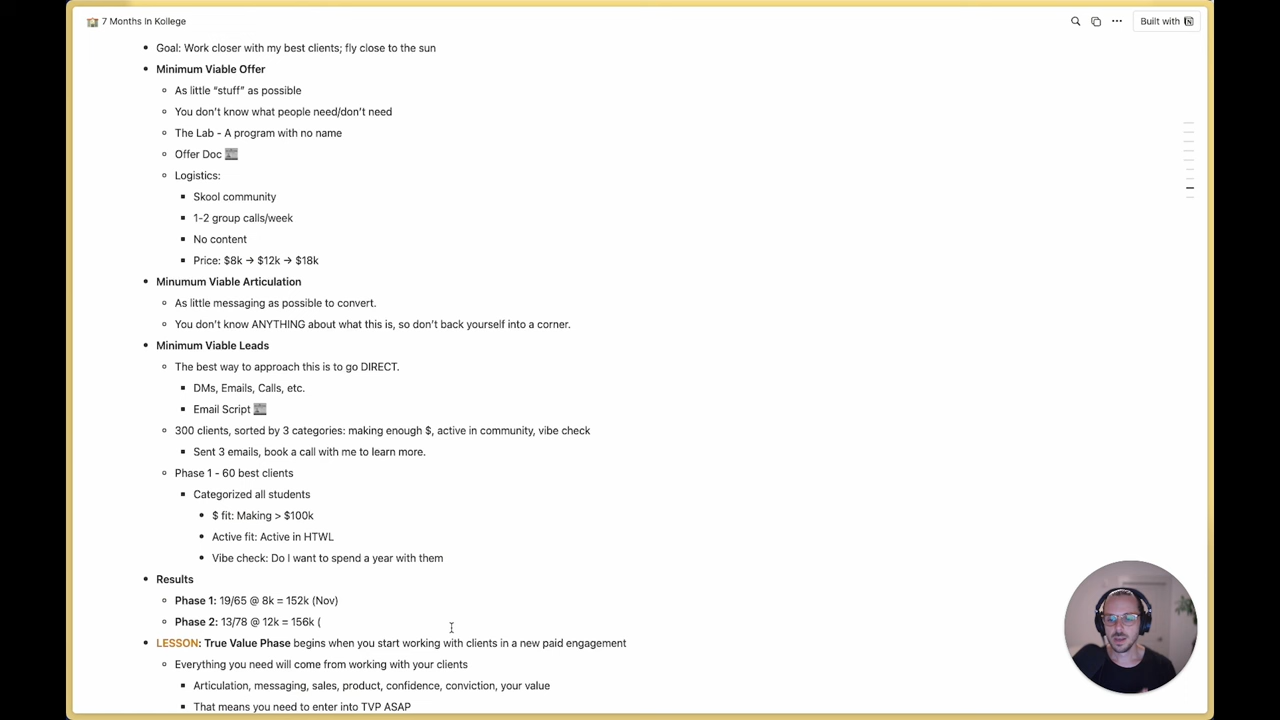 7 Months In Kollege
Built with
Goal: Work closer with my best clients; fly close to the sun
Minimum Viable Offer
As little “stuff” as possible
You don’t know what people need/don’t need
The Lab - A program with no name
Offer Doc
Logistics:
Skool community
1-2 group calls/week
No content
Price: $8k → $12k → $18k
Minumum Viable Articulation
As little messaging as possible to convert.
You don’t know ANYTHING about what this is, so don’t back yourself into a corner.
Minimum Viable Leads
The best way to approach this is to go DIRECT.
DMs, Emails, Calls, etc.
Email Script
300 clients, sorted by 3 categories: making enough $, active in community, vibe check
Sent 3 emails, book a call with me to learn more.
Phase 1 - 60 best clients
Categorized all students
$ fit: Making > $100k
Active fit: Active in HTWL
Vibe check: Do I want to spend a year with them
Results
Phase 1: 19/65 @ 8k = 152k (Nov)
Phase 2: 13/78 @ 12k = 156k (
LESSON: True Value Phase begins when you start working with clients in a new paid engagement
Everything you need will come from working with your clients
Articulation, messaging, sales, product, confidence, conviction, your value
That means you need to enter into TVP ASAP